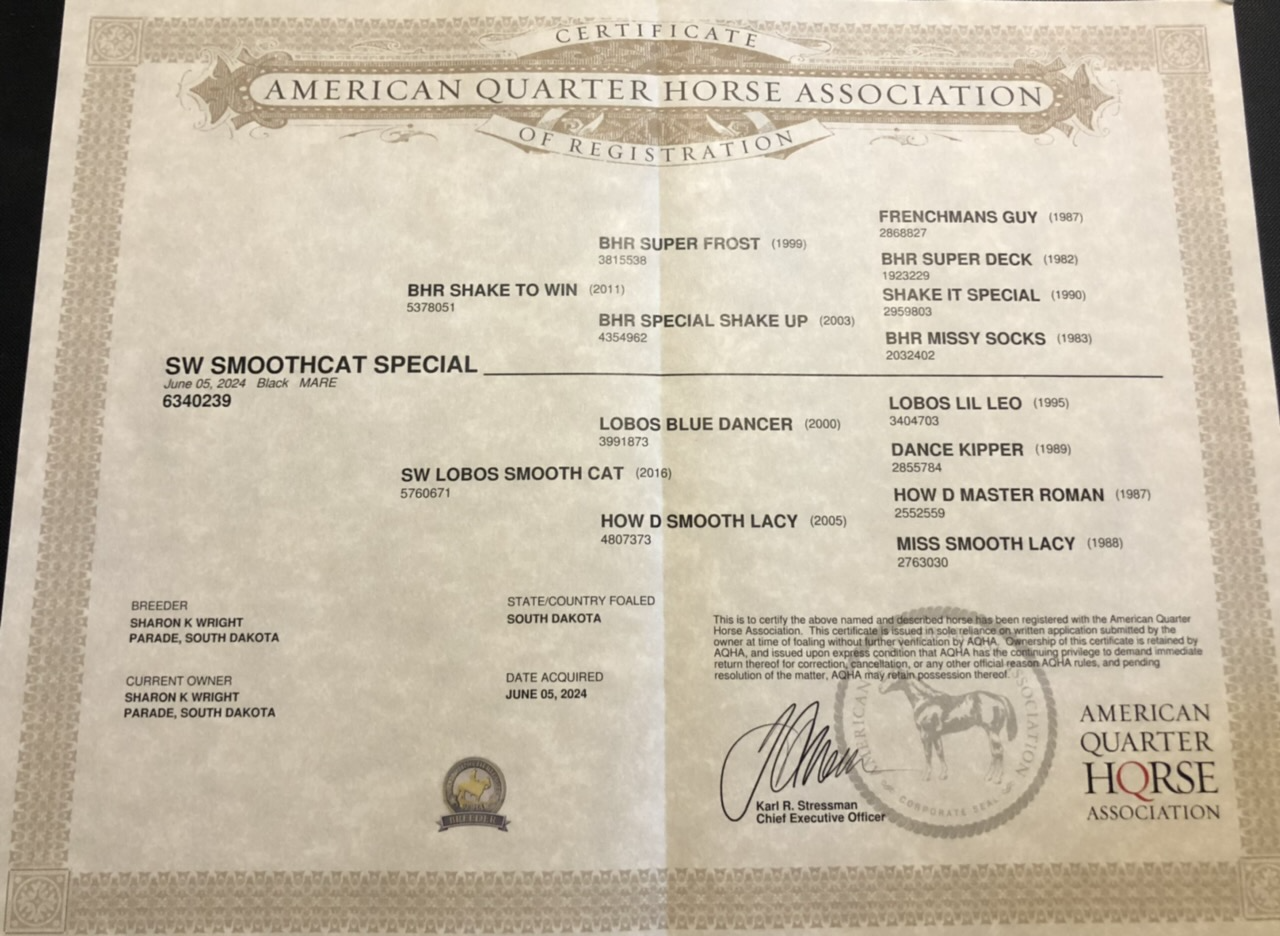 CERTIFICATE
AMERICAN QUARTER HORSE ASSOCIATION
OF REGISTRATION
FRENCHMANS GUY (1987)
2868827
BHR SUPER FROST (1999)
3815538
BHR SUPER DECK (1982)
1923229
BHR SHAKE TO WIN (2011)
5378051
SHAKE IT SPECIAL (1990)
2959803
BHR SPECIAL SHAKE UP (2003)
4354962
BHR MISSY SOCKS (1983)
2032402
SW SMOOTHCAT SPECIAL
June 05, 2024 Black MARE
6340239
LOBOS LIL LEO (1995)
3404703
LOBOS BLUE DANCER (2000)
3991873
DANCE KIPPER (1989)
2855784
SW LOBOS SMOOTH CAT (2016)
5760671
HOW D MASTER ROMAN (1987)
2552559
HOW D SMOOTH LACY (2005)
4807373
MISS SMOOTH LACY (1988)
2763030
BREEDER
SHARON K WRIGHT
PARADE, SOUTH DAKOTA
STATE/COUNTRY FOALED
SOUTH DAKOTA
CURRENT OWNER
SHARON K WRIGHT
PARADE, SOUTH DAKOTA
DATE ACQUIRED
JUNE 05, 2024
This is to certify the above named and described horse has been registered with the American Quarter
Horse Association. This certificate is issued in sole reliance on written application submitted by the
owner at time of foaling without further verification by AQHA. Ownership of this certificate is retained by
AQHA, and issued upon express condition that AQHA has the continuing privilege to demand immediate
return thereof for correction, cancellation, or any other official reason AQHA rules, and pending
resolution of the matter, AQHA may retain possession thereof.
Karl R. Stressman
Chief Executive Officer
CORPORATE SEAL
BREEDER
AMERICAN
QUARTER
HORSE
ASSOCIATION